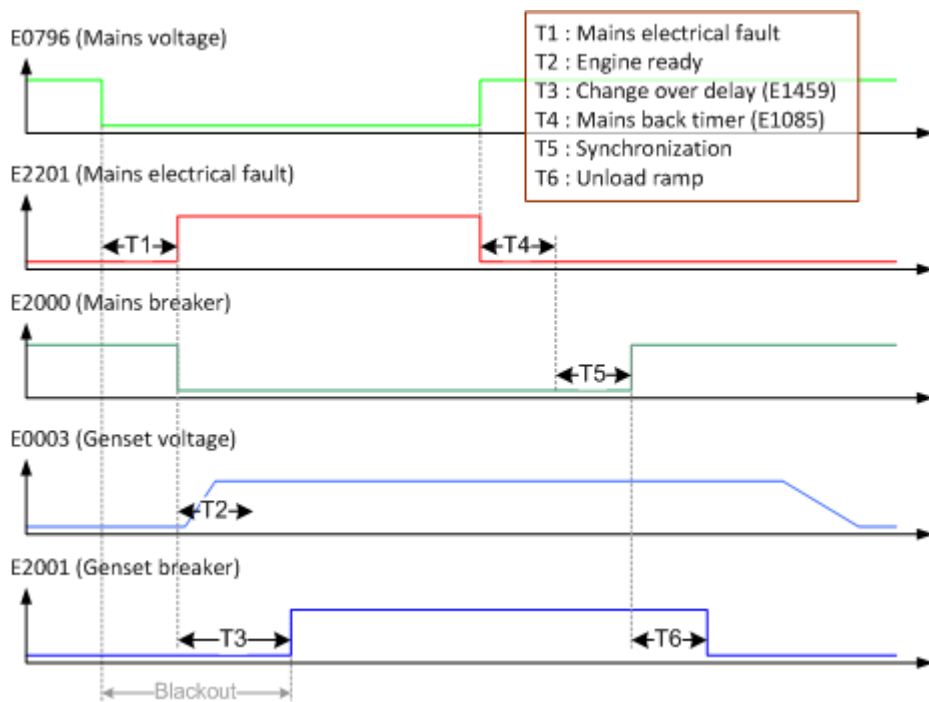 E0796 (Mains voltage)
T1 : Mains electrical fault
T2 : Engine ready
T3 : Change over delay (E1459)
T4 : Mains back timer (E1085)
T5 : Synchronization
T6 : Unload ramp
E2201 (Mains electrical fault)
T1
T4
E2000 (Mains breaker)
T5
E0003 (Genset voltage)
T2
E2001 (Genset breaker)
T3
T6
Blackout